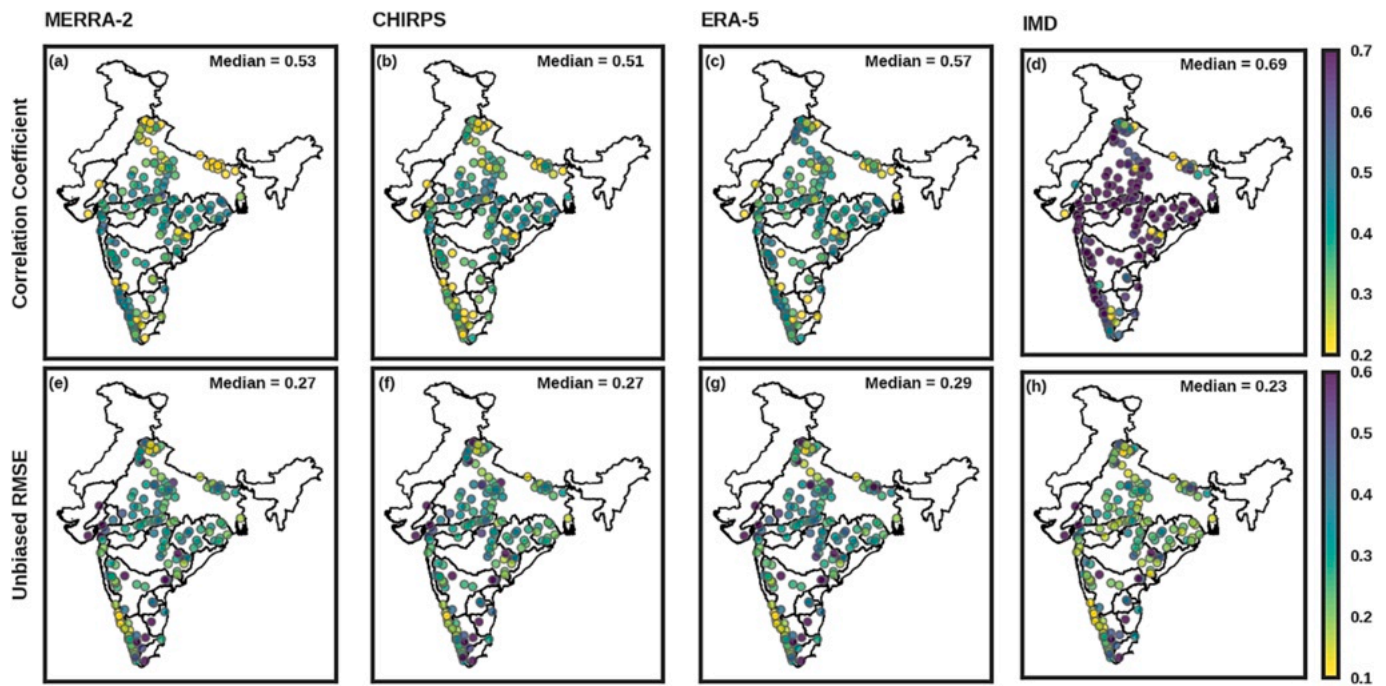 MERRA-2 CHIRPS ERA-5 IMD
(a) Median = 0.53 (b) Median = 0.51 (c) Median = 0.57 (d) Median = 0.69
Correlation Coefficient
0.7
0.6
0.5
0.4
0.3
0.2
(e) Median = 0.27 (f) Median = 0.27 (g) Median = 0.29 (h) Median = 0.23
Unbiased RMSE
0.6
0.5
0.4
0.3
0.2
0.1